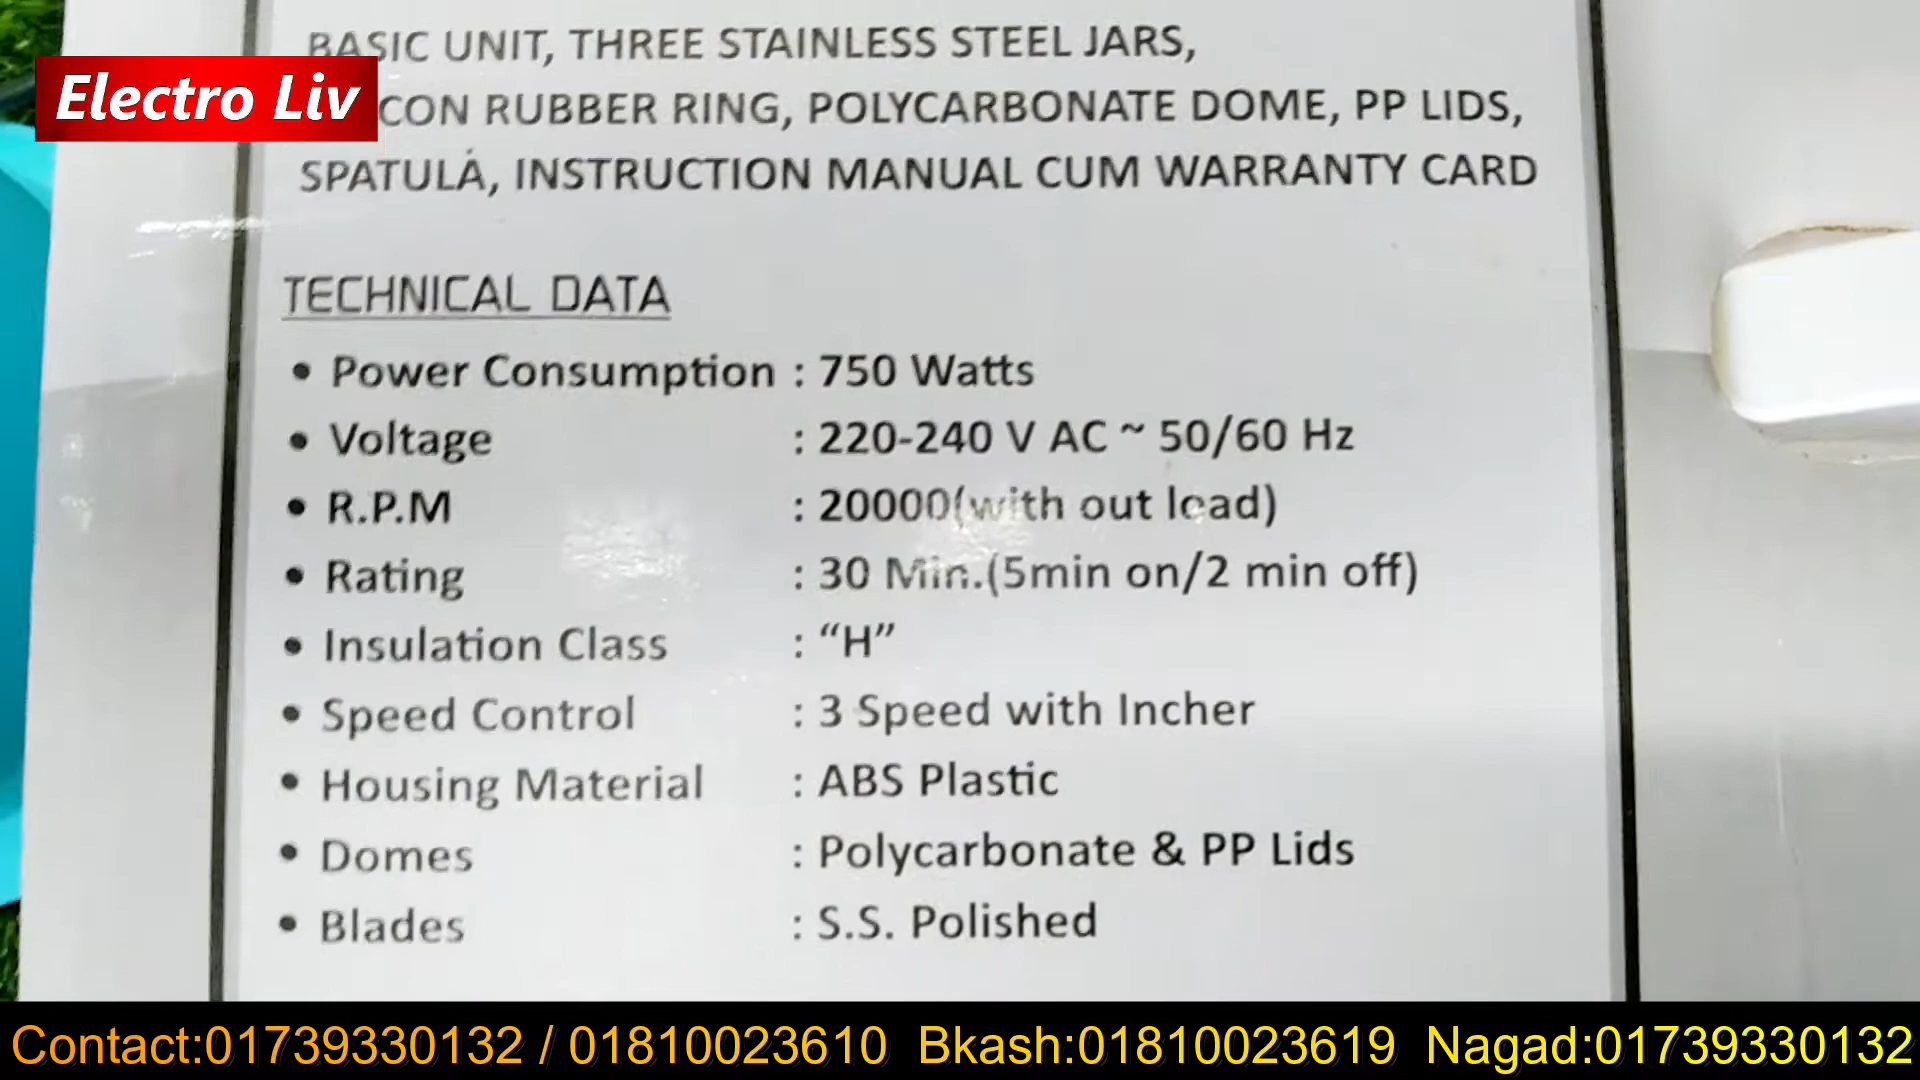 BASIC UNIT, THREE STAINLESS STEEL JARS,
Electro Liv
CON RUBBER RING, POLYCARBONATE DOME, PP LIDS,
SPATULA, INSTRUCTION MANUAL CUM WARRANTY CARD
TECHNICAL DATA
• Power Consumption : 750 Watts
• Voltage : 220-240 V AC ~ 50/60 Hz
• R.P.M : 20000(with out load)
• Rating : 30 Min.(5min on/2 min off)
• Insulation Class : “H”
• Speed Control : 3 Speed with Incher
• Housing Material : ABS Plastic
• Domes : Polycarbonate & PP Lids
• Blades : S.S. Polished
Contact:01739330132 / 01810023610 Bkash:01810023619 Nagad:01739330132